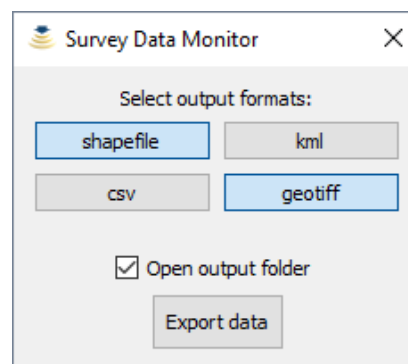 Survey Data Monitor
Select output formats:
shapefile kml
csv geotiff
Open output folder
Export data